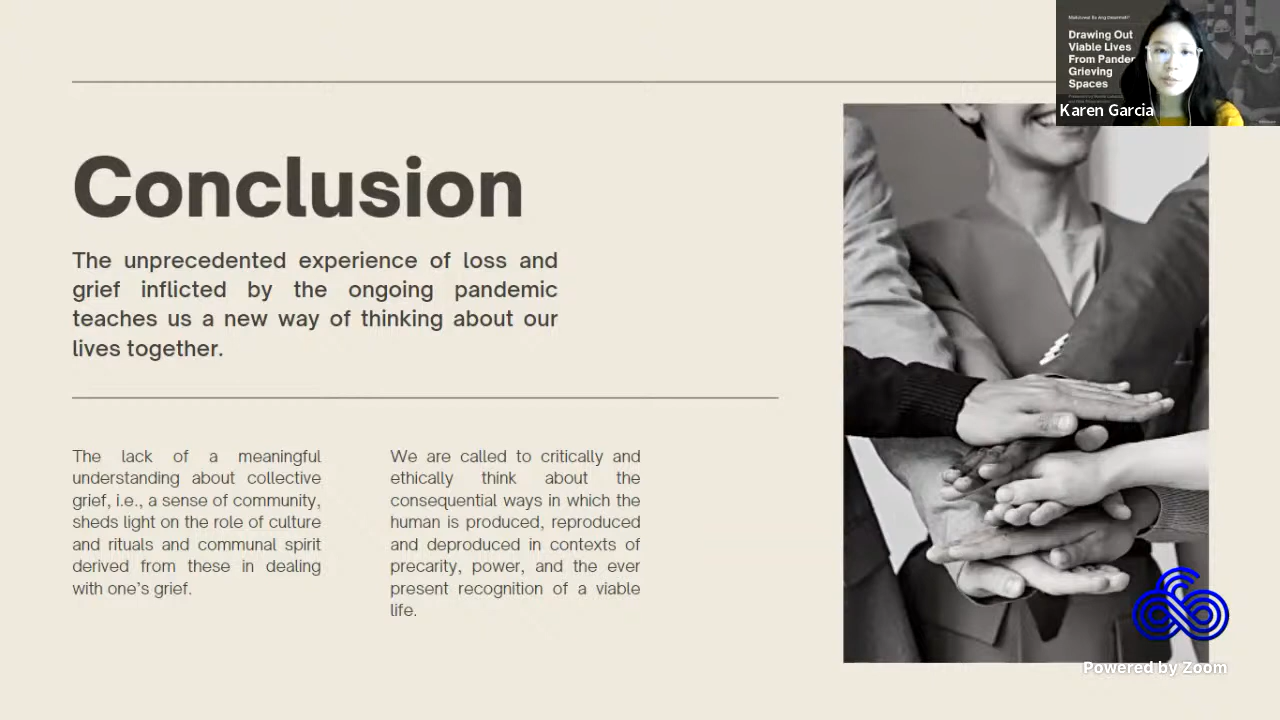 Conclusion
The unprecedented experience of loss and
grief inflicted by the ongoing pandemic
teaches us a new way of thinking about our
lives together.
The lack of a meaningful
understanding about collective
grief, i.e., a sense of community,
sheds light on the role of culture
and rituals and communal spirit
derived from these in dealing
with one's grief.
We are called to critically and
ethically think about the
consequential ways in which the
human is produced, reproduced
and deproduced in contexts of
precarity, power, and the ever
present recognition of a viable
life.
Drawing Out
Viable Lives
From
Grieving
Spaces
Karen Garcia
Powered by Zoom